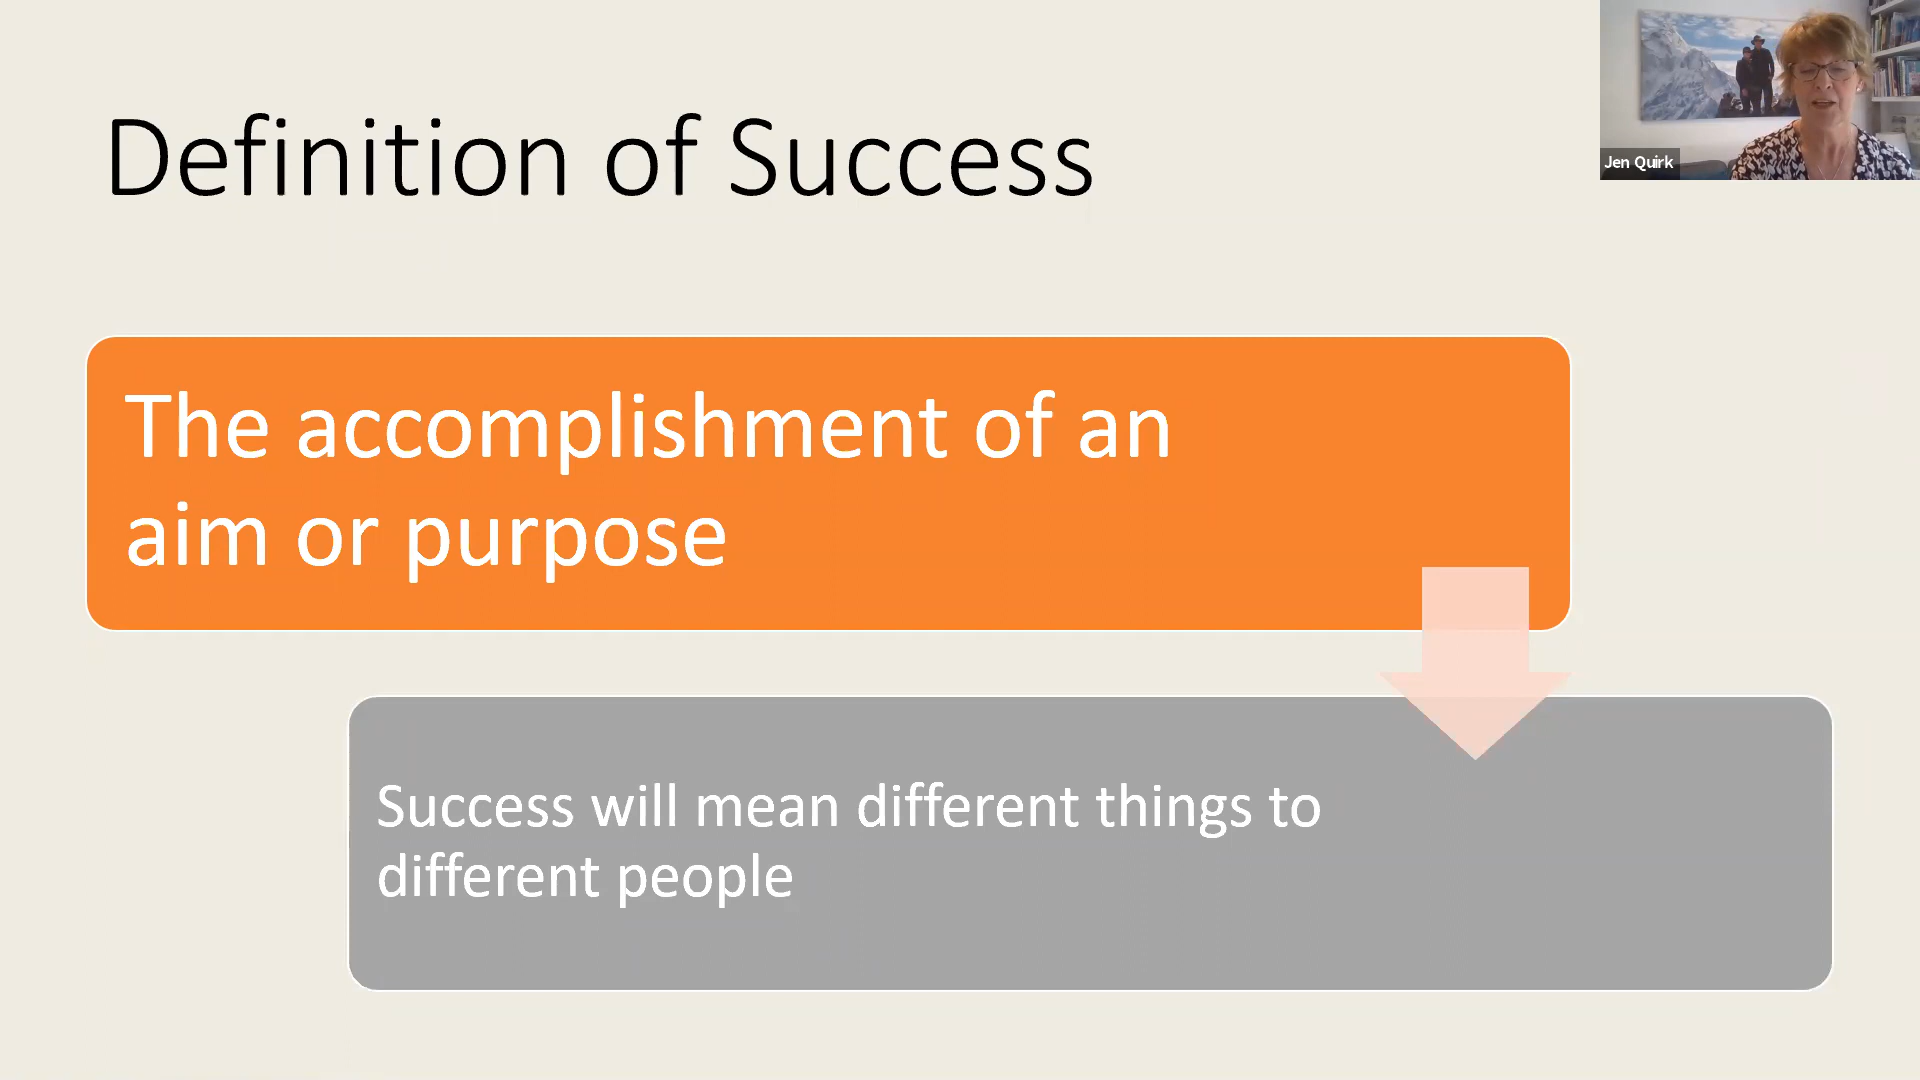 Definition of Success
Jen Quirk
The accomplishment of an
aim or purpose
Success will mean different things to
different people